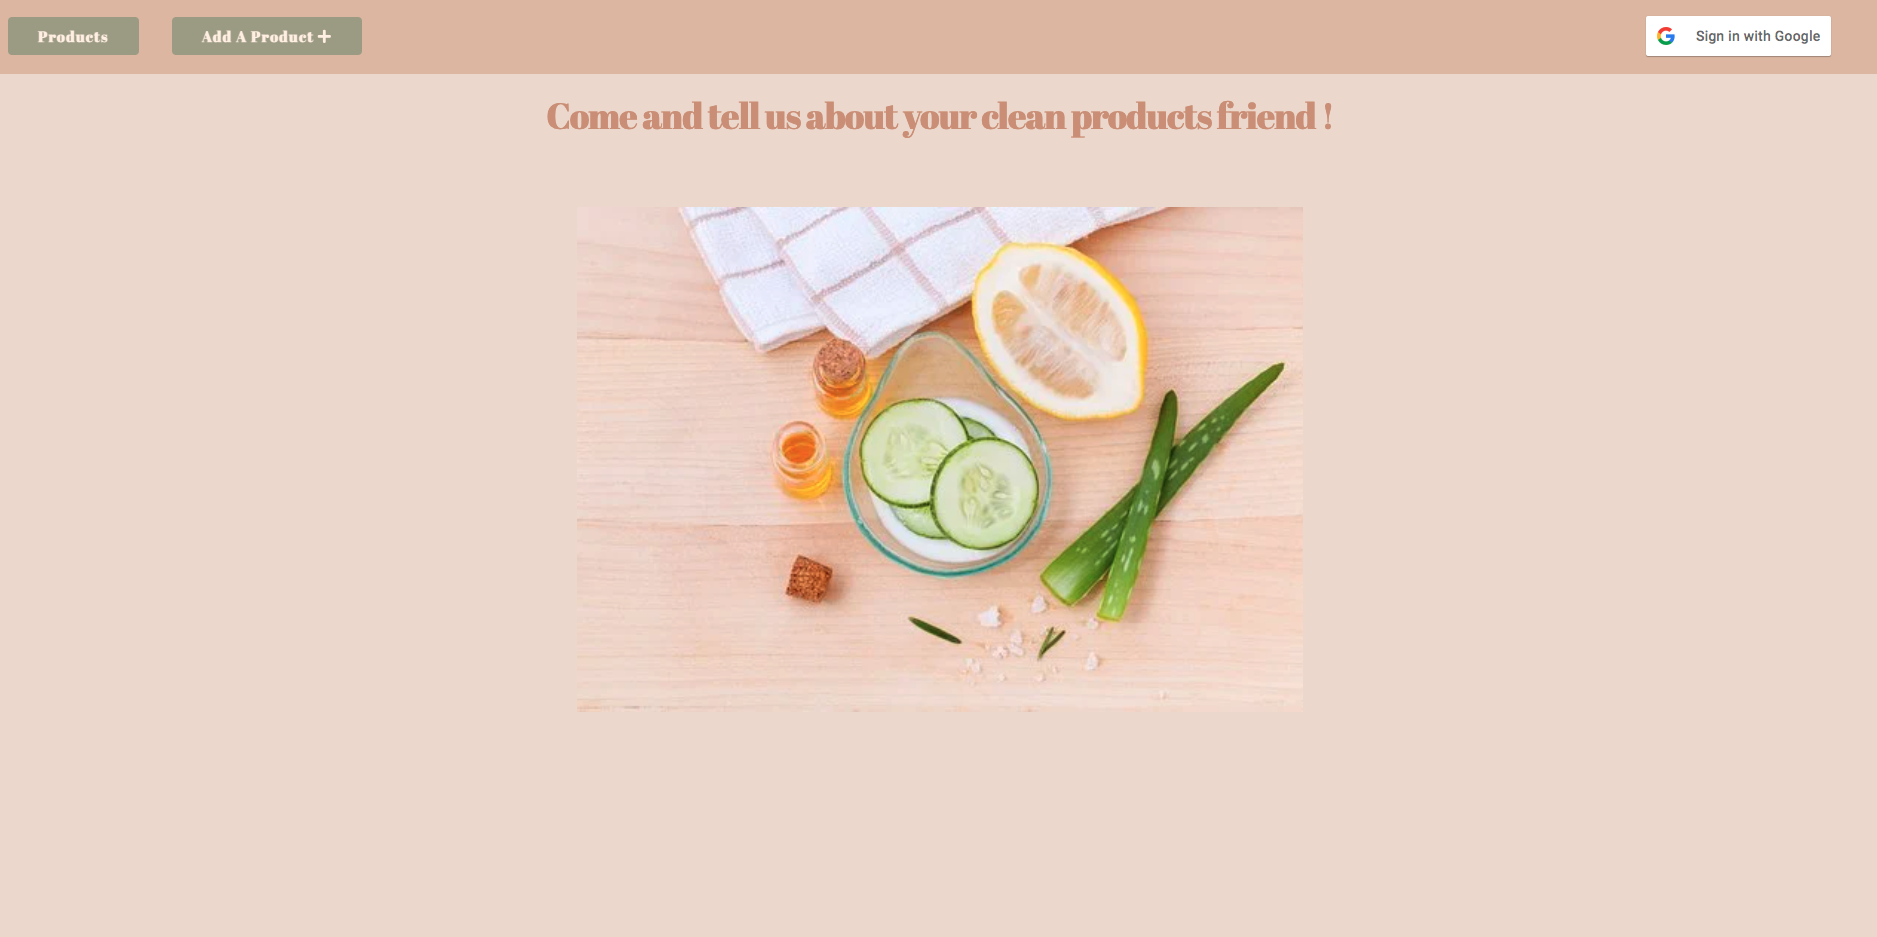 Products
Add A Product +
Sign in with Google
Come and tell us about your clean products friend !